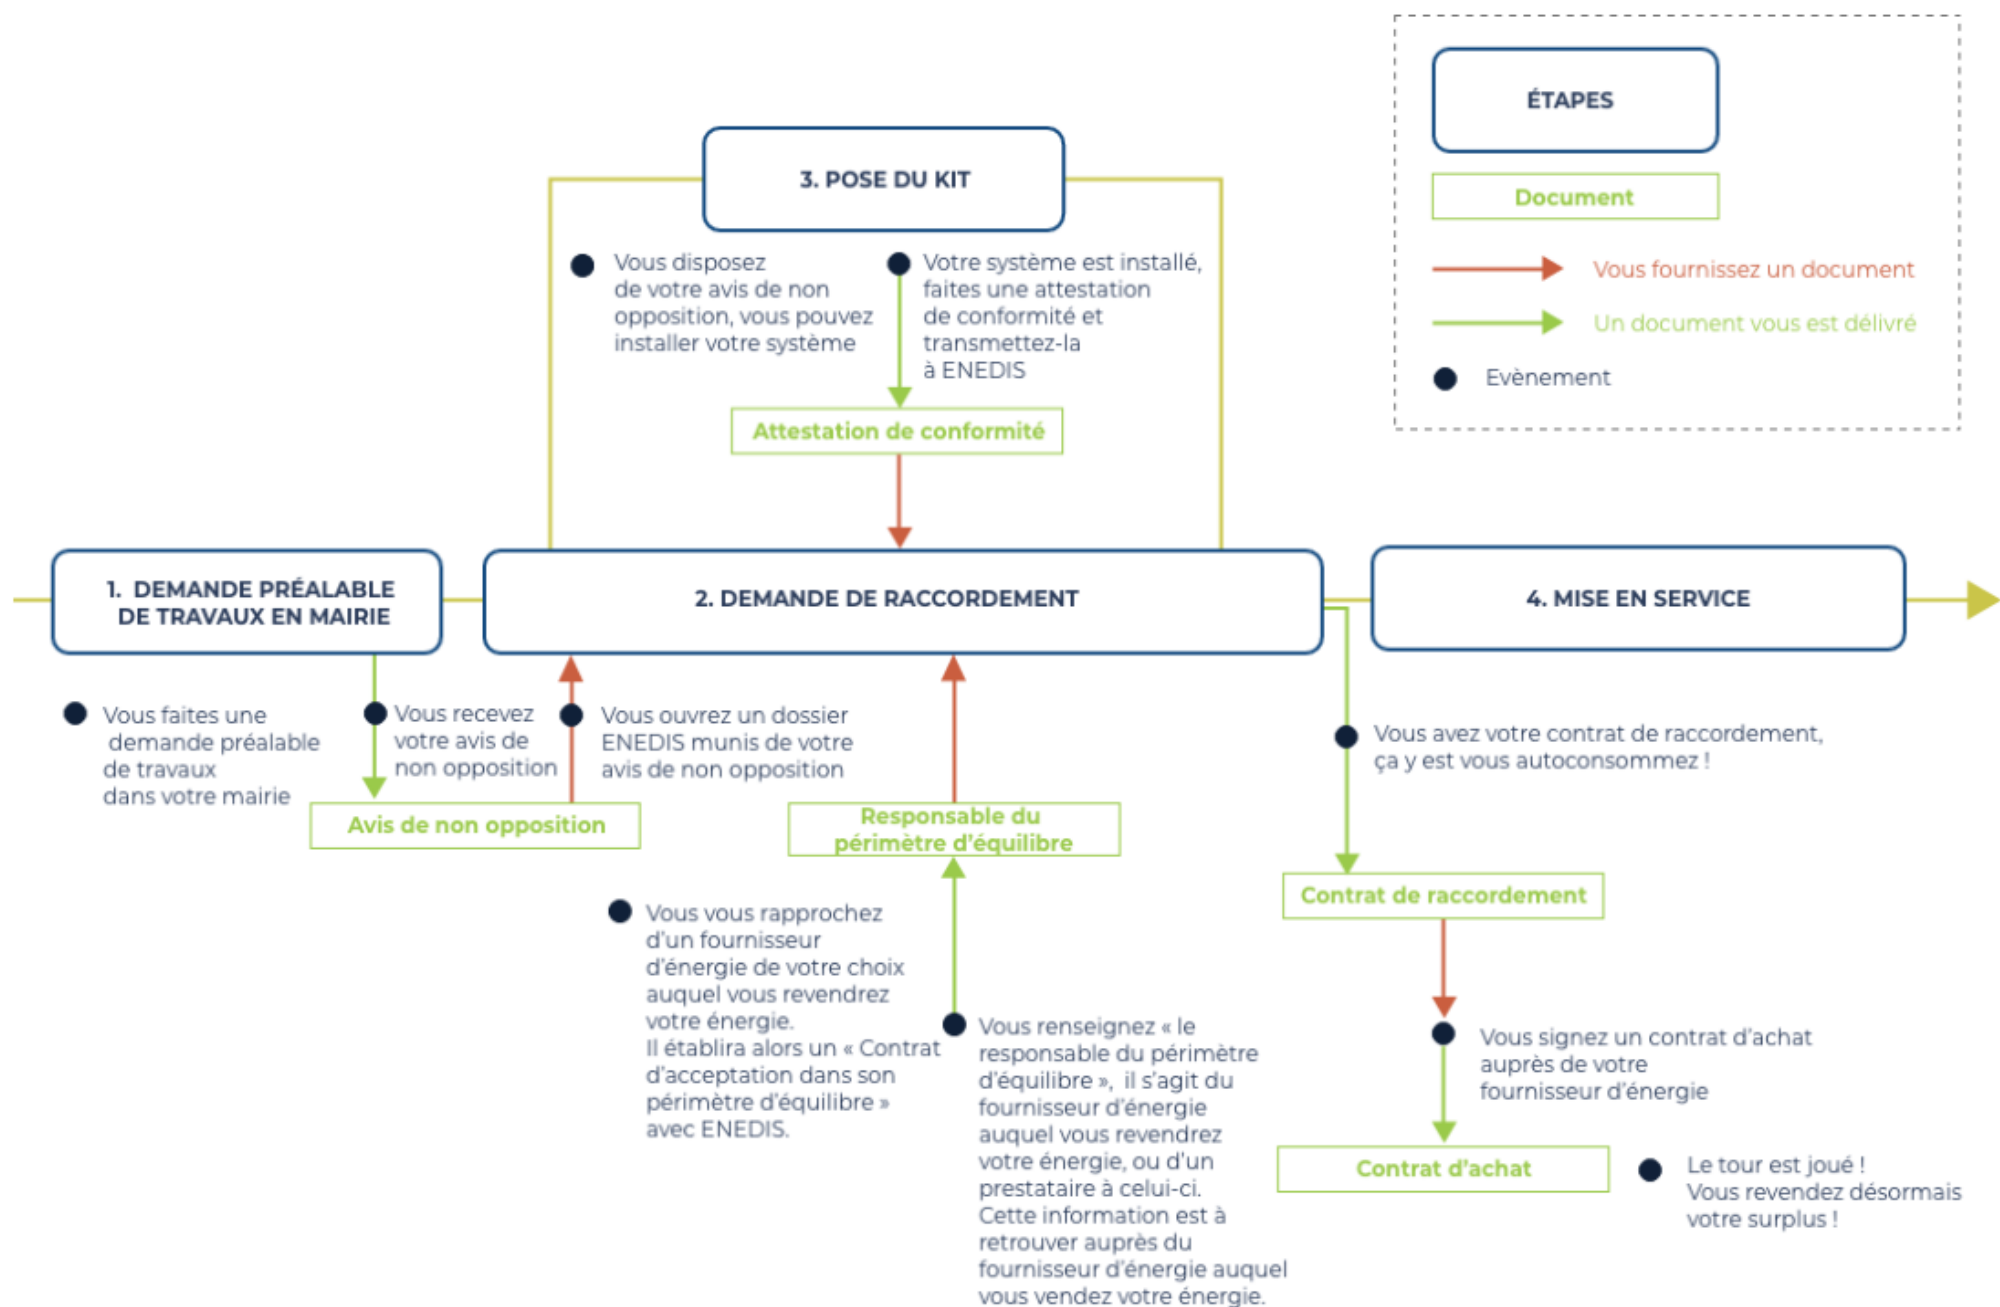 ÉTAPES
Document
Vous fournissez un document
Un document vous est délivré
Evènement
3. POSE DU KIT
Vous disposez
de votre avis de non
opposition, vous pouvez
installer votre système
Votre système est installé,
faites une attestation
de conformité et
transmettez-la
à ENEDIS
Attestation de conformité
1. DEMANDE PRÉALABLE
DE TRAVAUX EN MAIRIE
2. DEMANDE DE RACCORDEMENT
4. MISE EN SERVICE
Vous faites une
demande préalable
de travaux
dans votre mairie
Vous recevez
votre avis de
non opposition
Avis de non opposition
Vous ouvrez un dossier
ENEDIS munis de votre
avis de non opposition
Responsable du
périmètre d'équilibre
Vous vous rapprochez
d'un fournisseur
d'énergie de votre choix
auquel vous revendrez
votre énergie.
Il établira alors un « Contrat
d'acceptation dans son
périmètre d'équilibre »
avec ENEDIS.
Vous renseignez « le
responsable du périmètre
d'équilibre », il s'agit du
fournisseur d'énergie
auquel vous revendrez
votre énergie, ou d'un
prestataire à celui-ci.
Cette information est à
retrouver auprès du
fournisseur d'énergie auquel
vous vendez votre énergie.
Vous avez votre contrat de raccordement,
ça y est vous autoconsommez !
Contrat de raccordement
Vous signez un contrat d'achat
auprès de votre
fournisseur d'énergie
Contrat d'achat
Le tour est joué !
Vous revendez désormais
votre surplus !